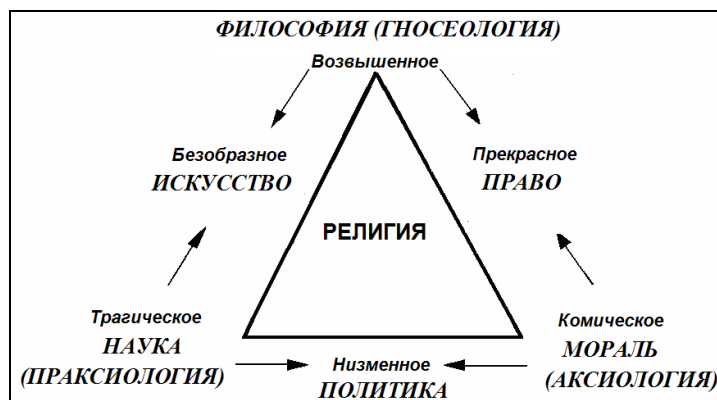 ФИЛОСОФИЯ (ГНОСЕОЛОГИЯ)
Возвышенное
Безобразное
ИСКУССТВО
Прекрасное
ПРАВО
РЕЛИГИЯ
Трагическое
НАУКА
(ПРАКСИОЛОГИЯ)
Низменное
ПОЛИТИКА
Комическое
МОРАЛЬ
(АКСИОЛОГИЯ)